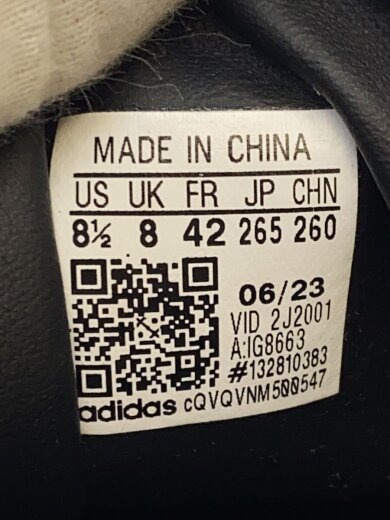 MADE IN CHINA
US UK FR JP CHN
8½ 8 42 265 260
06/23
VID 2J2001
A:IG8663
#132810383
adidas cQVQVNM500547